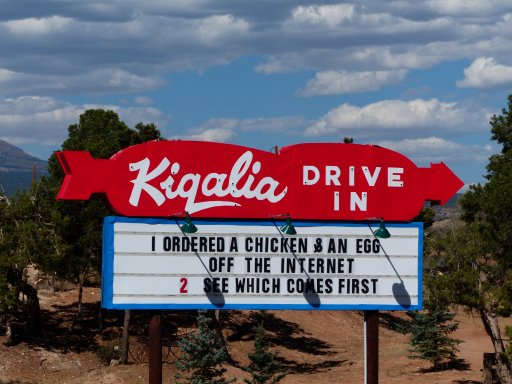 Kigalia DRIVE
IN
I ORDERED A CHICKEN & AN EGG
OFF THE INTERNET
2 SEE WHICH COMES FIRST